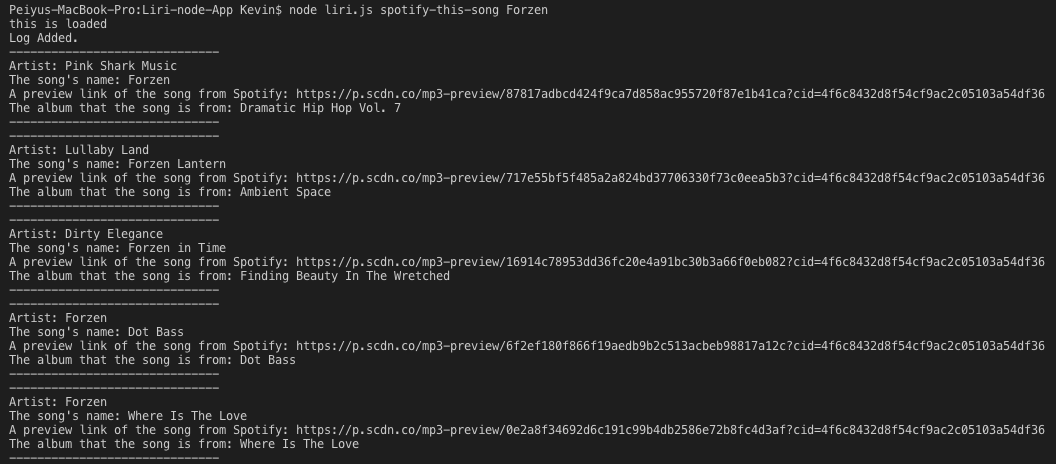 Peiyus-MacBook-Pro:Liri-node-App Kevin$ node liri.js spotify-this-song Forzen
this is loaded
Log Added.
------------------------------
Artist: Pink Shark Music
The song's name: Forzen
A preview link of the song from Spotify: https://p.scdn.co/mp3-preview/87817adbcd424f9ca7d858ac955720f87e1b41ca?cid=4f6c8432d8f54cf9ac2c05103a54df36
The album that the song is from: Dramatic Hip Hop Vol. 7
------------------------------
------------------------------
Artist: Lullaby Land
The song's name: Forzen Lantern
A preview link of the song from Spotify: https://p.scdn.co/mp3-preview/717e55bf5f485a2a824bd37706330f73c0eea5b3?cid=4f6c8432d8f54cf9ac2c05103a54df36
The album that the song is from: Ambient Space
------------------------------
------------------------------
Artist: Dirty Elegance
The song's name: Forzen in Time
A preview link of the song from Spotify: https://p.scdn.co/mp3-preview/16914c78953dd36fc20e4a91bc30b3a66f0eb082?cid=4f6c8432d8f54cf9ac2c05103a54df36
The album that the song is from: Finding Beauty In The Wretched
------------------------------
------------------------------
Artist: Forzen
The song's name: Dot Bass
A preview link of the song from Spotify: https://p.scdn.co/mp3-preview/6f2ef180f866f19aedb9b2c513acbeb98817a12c?cid=4f6c8432d8f54cf9ac2c05103a54df36
The album that the song is from: Dot Bass
------------------------------
------------------------------
Artist: Forzen
The song's name: Where Is The Love
A preview link of the song from Spotify: https://p.scdn.co/mp3-preview/0e2a8f34692d6c191c99b4db2586e72b8fc4d3af?cid=4f6c8432d8f54cf9ac2c05103a54df36
The album that the song is from: Where Is The Love
------------------------------